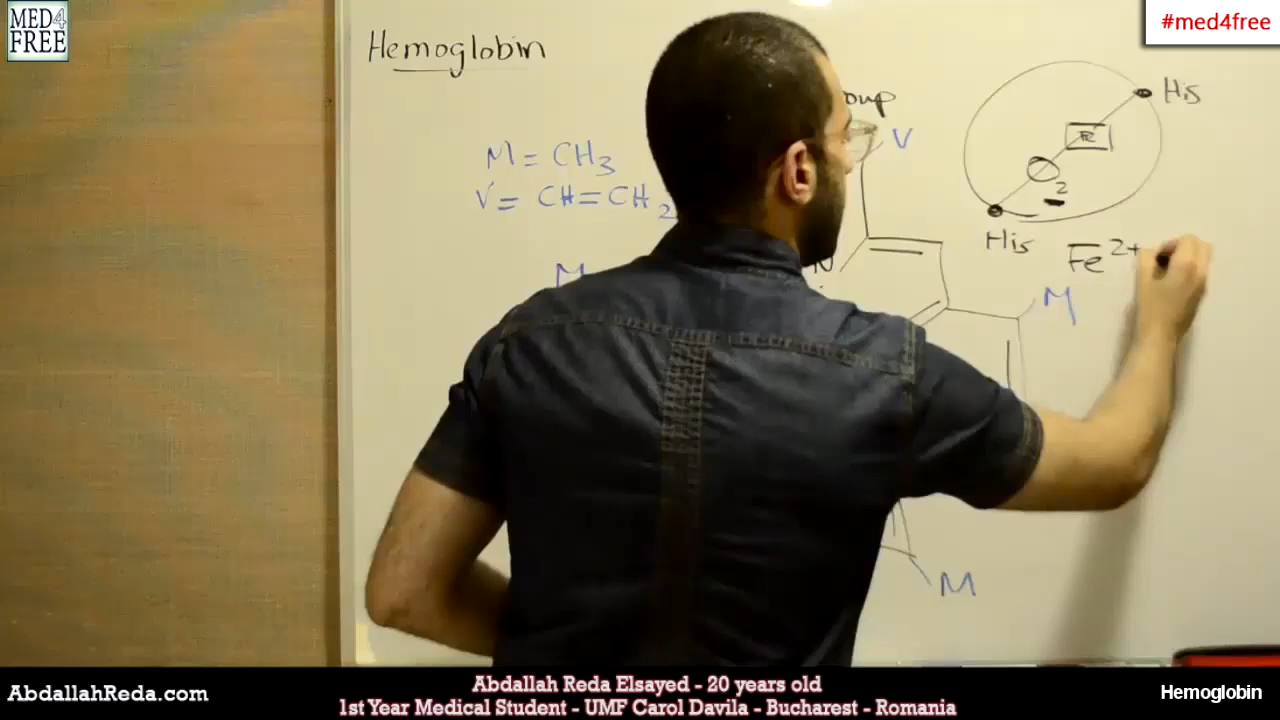 MED4
FREE
#med4free
Hemoglobin
oup
V
His
M = CH3
V = CH=CH2
Fe
O2
His
Fe2+
M
N
M
M
AbdallahReda.com
Abdallah Reda Elsayed - 20 years old
1st Year Medical Student - UMF Carol Davila - Bucharest - Romania
Hemoglobin